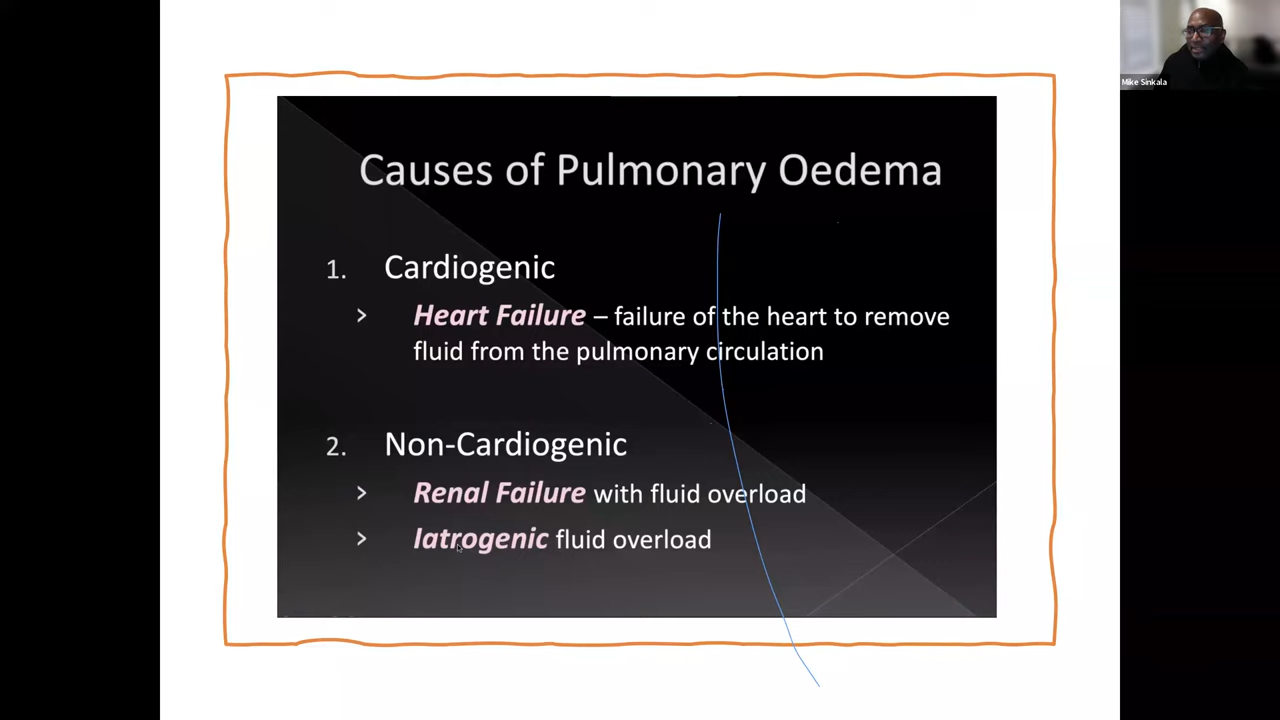 Mike Sinkala
Causes of Pulmonary Oedema
1. Cardiogenic
› Heart Failure – failure of the heart to remove
fluid from the pulmonary circulation
2. Non-Cardiogenic
› Renal Failure with fluid overload
› Iatrogenic fluid overload